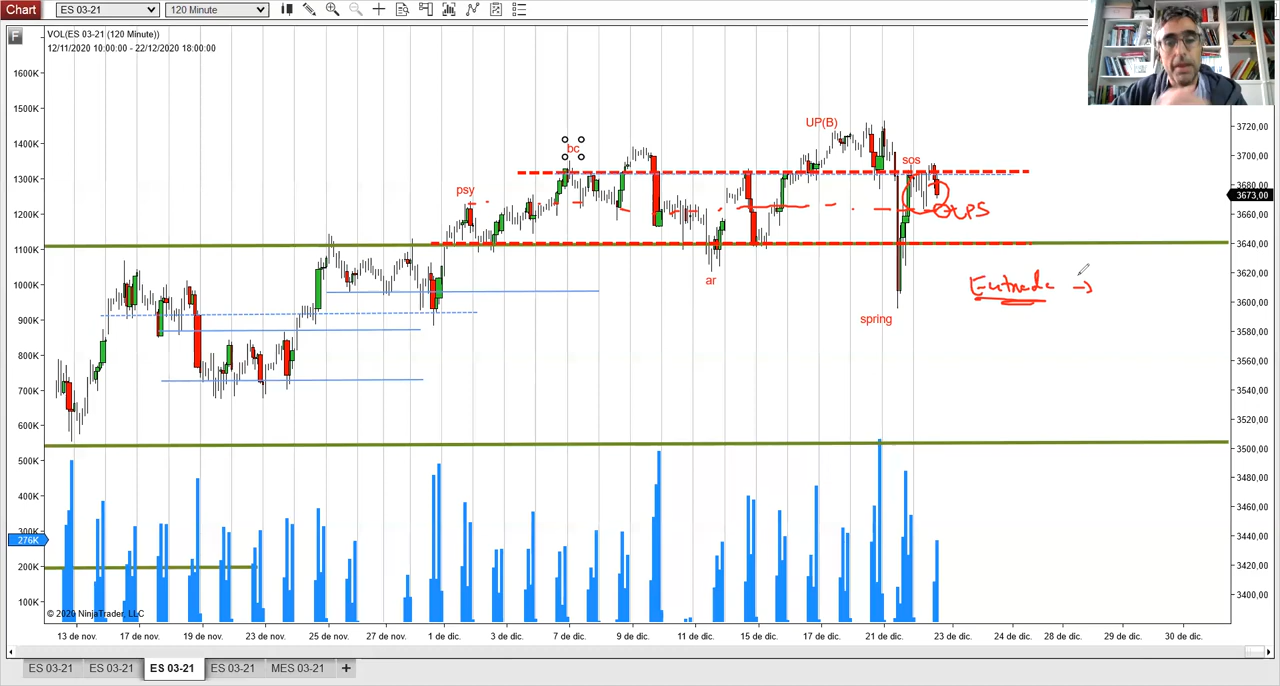 Chart ES 03-21 120 Minute
F
VOL(ES 03-21 (120 Minute))
12/11/2020 10:00:00 - 22/12/2020 18:00:00
1600K
1500K
1400K
1300K
1200K
1100K
1000K
900K
800K
700K
600K
500K
400K
300K
276K
200K
100K
psy
bc
ar
UP(B)
sos
spring
Entrada →
3720,00
3700,00
3680,00
3673,00
3660,00
3640,00
3620,00
3600,00
3580,00
3560,00
3540,00
3520,00
3500,00
3480,00
3460,00
3440,00
3420,00
3400,00
© 2020 NinjaTrader, LLC
13 de nov. 17 de nov. 19 de nov. 23 de nov. 25 de nov. 27 de nov. 1 de dic. 3 de dic. 7 de dic. 9 de dic. 11 de dic. 15 de dic. 17 de dic. 21 de dic. 23 de dic. 24 de dic. 28 de dic. 29 de dic. 30 de dic.
ES 03-21 ES 03-21 ES 03-21 ES 03-21 MES 03-21 +